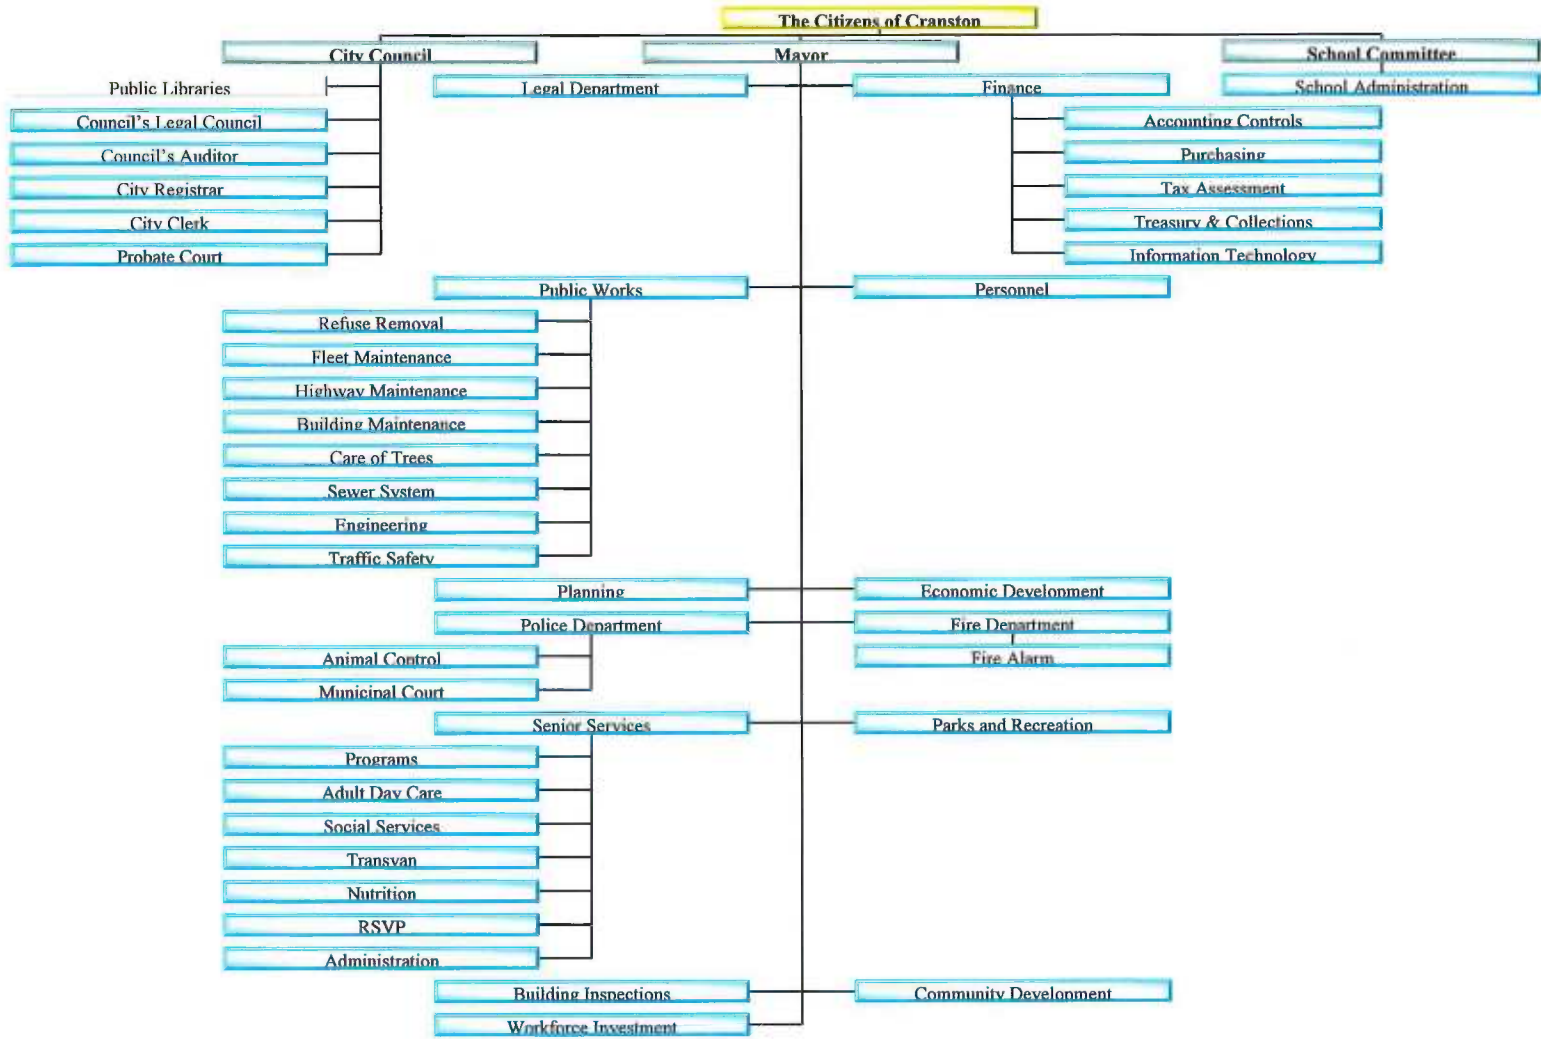 The Citizens of Cranston
City Council
Mayor
School Committee
Public Libraries
Legal Department
Finance
School Administration
Council's Legal Council
Accounting Controls
Council's Auditor
Purchasing
City Registrar
Tax Assessment
City Clerk
Treasury & Collections
Probate Court
Information Technology
Public Works
Personnel
Refuse Removal
Fleet Maintenance
Highway Maintenance
Building Maintenance
Care of Trees
Sewer System
Engineering
Traffic Safety
Planning
Economic Development
Police Department
Fire Department
Animal Control
Fire Alarm
Municipal Court
Senior Services
Parks and Recreation
Programs
Adult Day Care
Social Services
Transvan
Nutrition
RSVP
Administration
Building Inspections
Community Development
Workforce Investment